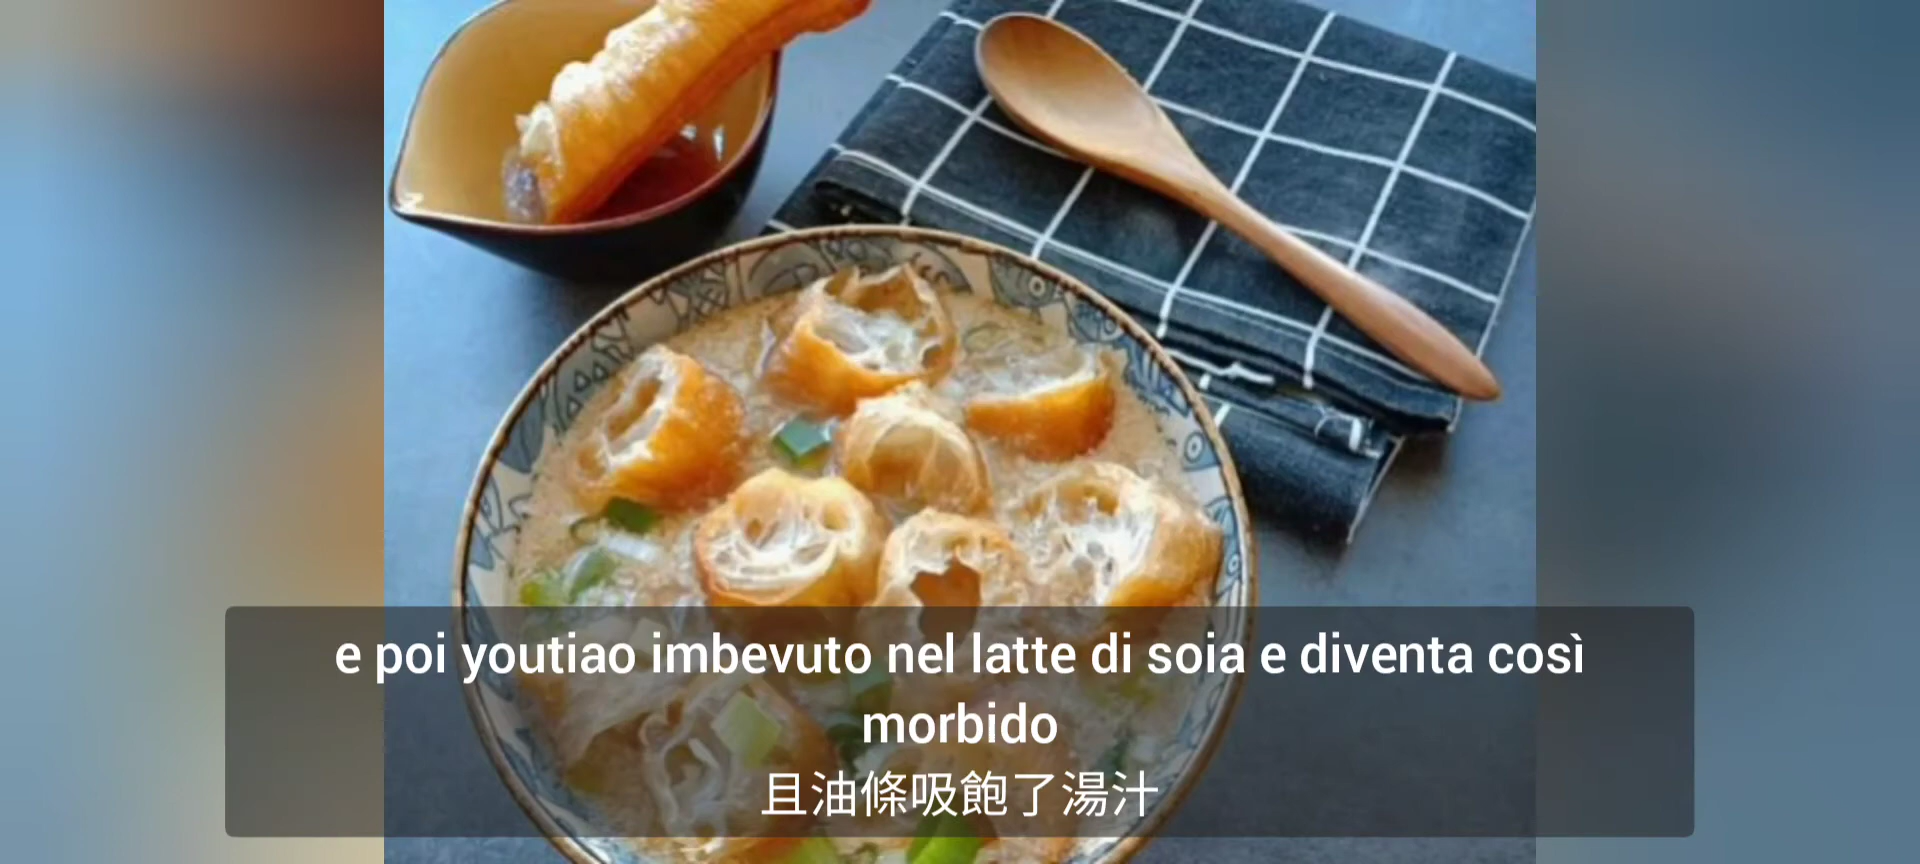 e poi youtiao imbevuto nel latte di soia e diventa così
morbido
且油條吸飽了湯汁